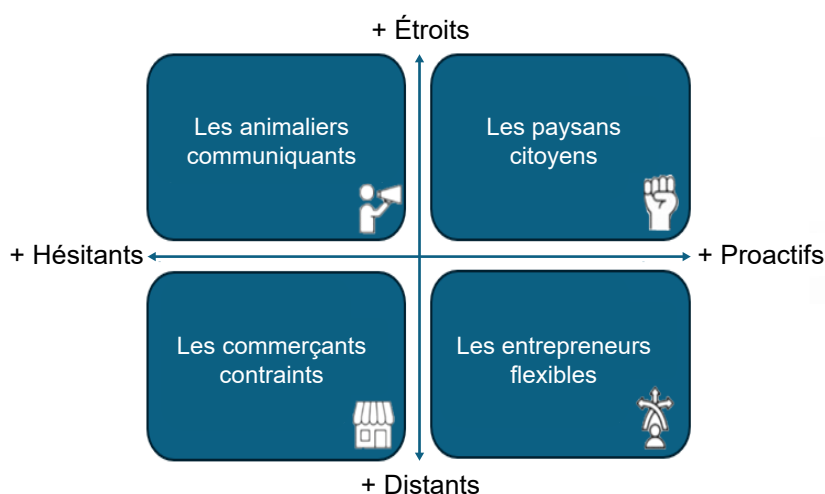 + Étroits
Les animaliers
communiquants
Les paysans
citoyens
+ Hésitants
+ Proactifs
Les commerçants
contraints
Les entrepreneurs
flexibles
+ Distants